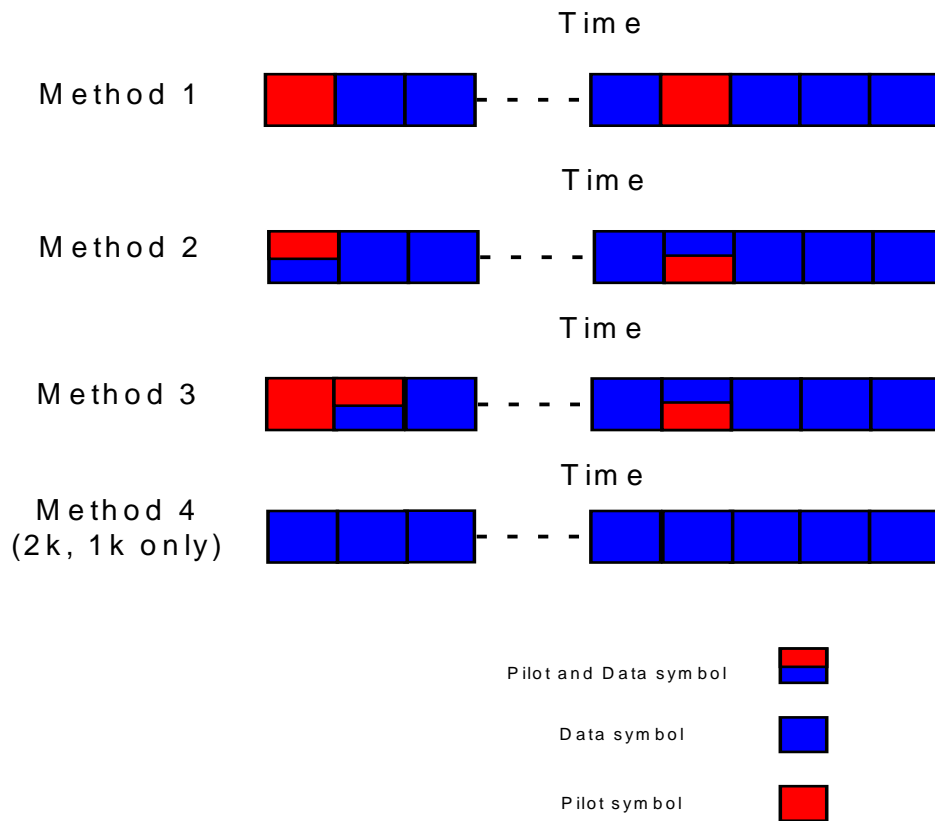 Time
Method 1
Time
Method 2
Time
Method 3
Time
Method 4
(2k, 1k only)
Pilot and Data symbol
Data symbol
Pilot symbol